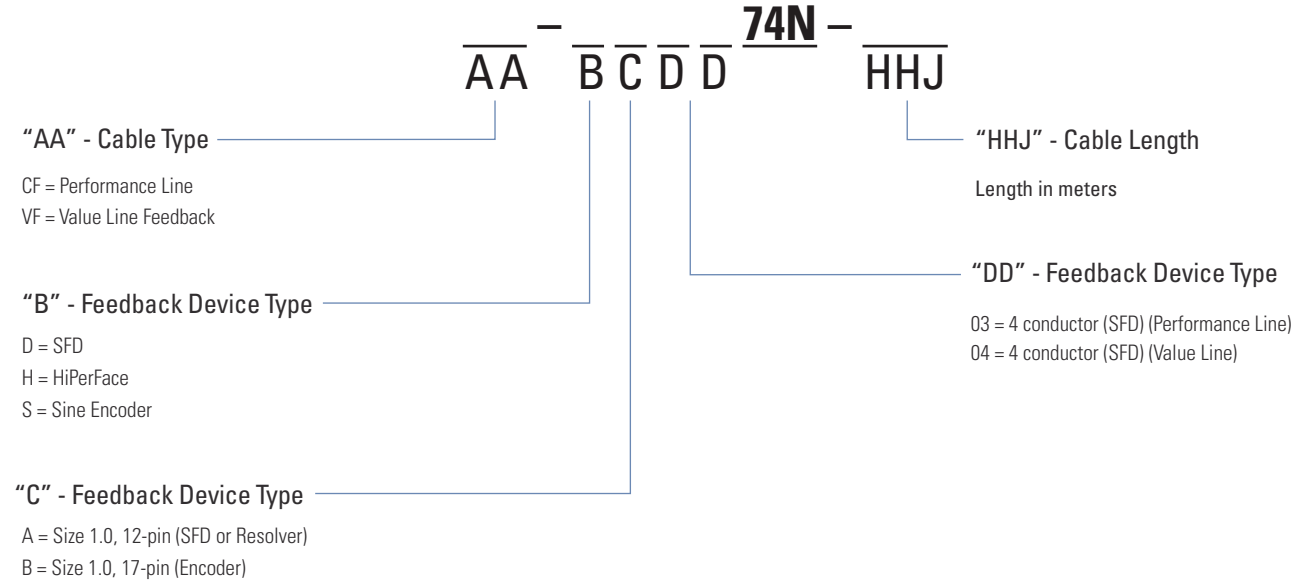 – 74N –
AA B C D D HHJ
“AA” - Cable Type
CF = Performance Line
VF = Value Line Feedback
“B” - Feedback Device Type
D = SFD
H = HiPerFace
S = Sine Encoder
“C” - Feedback Device Type
A = Size 1.0, 12-pin (SFD or Resolver)
B = Size 1.0, 17-pin (Encoder)
“HHJ” - Cable Length
Length in meters
“DD” - Feedback Device Type
03 = 4 conductor (SFD) (Performance Line)
04 = 4 conductor (SFD) (Value Line)